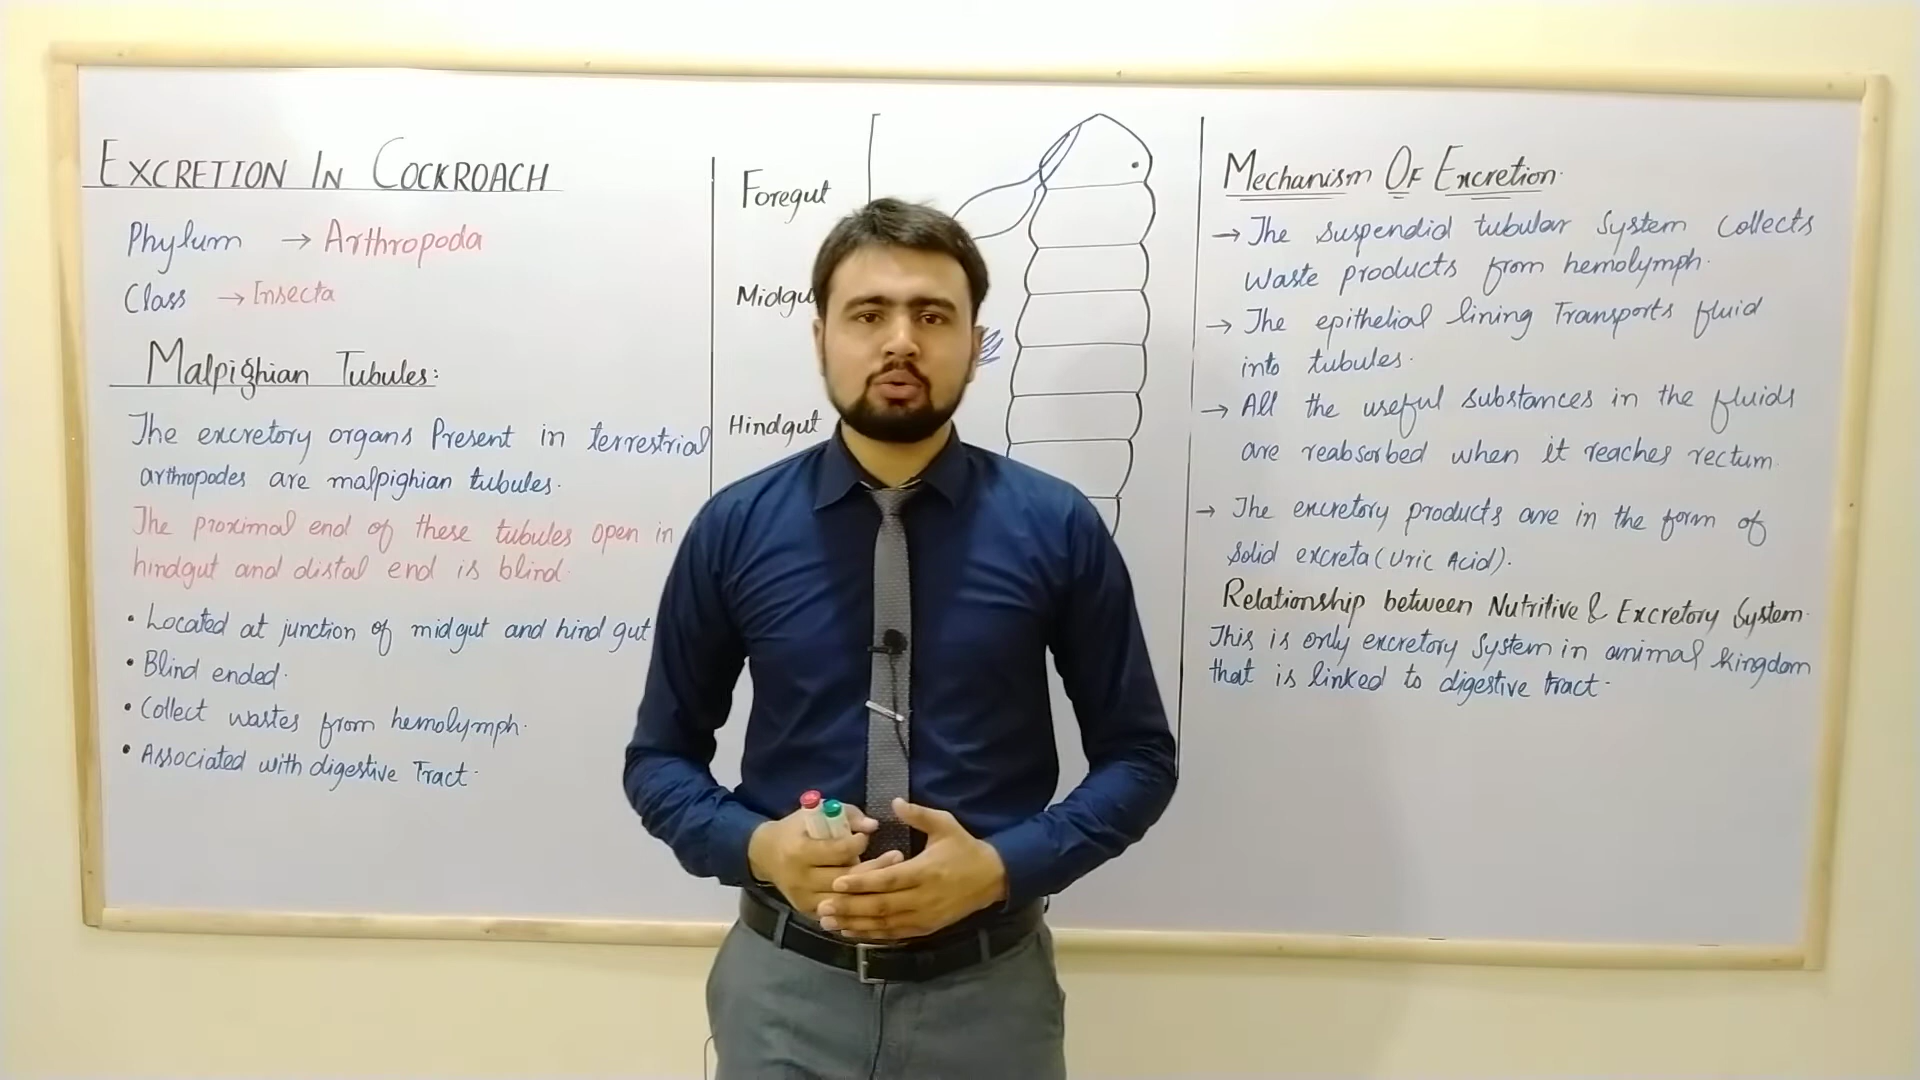 EXCRETION IN COCKROACH
Phylum → Arthropoda
Class → Insecta
Malpighian Tubules:
The excretory organs Present in terrestrial
arthropodes are malpighian tubules.
The proximal end of these tubules open in
hindgut and distal end is blind.
• Located at junction of midgut and hind gut
• Blind ended.
• Collect wastes from hemolymph.
• Associated with digestive Tract.
Foregut
Midgu
Hindgut
Mechanism OF Excretion.
→ The suspendid tubular System Collects
Waste products from hemolymph.
→ The epithelial lining Transports fluid
into tubules.
→ All the useful substances in the fluids
are reabsorbed when it reaches rectum.
→ The excretory products are in the form of
Solid excreta (Uric Acid).
Relationship between Nutritive & Excretory System.
This is only excretory System in animal kingdom
that is linked to digestive tract.